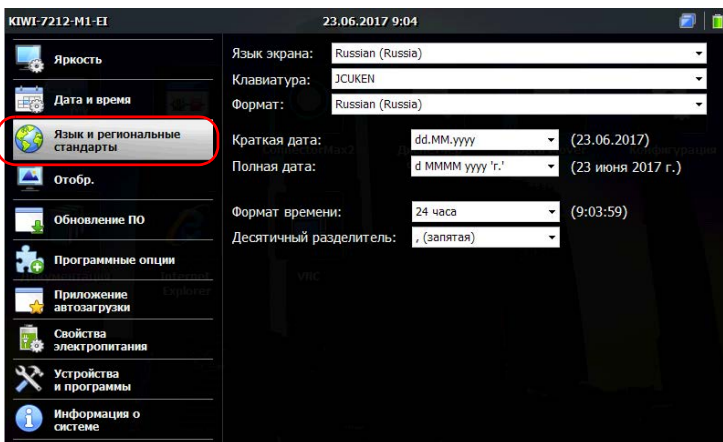 KIWI-7212-M1-EI 23.06.2017 9:04
Яркость
Дата и время
Язык и региональные
стандарты
Отобр.
Обновление ПО
Программные опции
Приложение
автозагрузки
Свойства
электропитания
Устройства
и программы
Информация о
системе
Язык экрана: Russian (Russia)
Клавиатура: JCUKEN
Формат: Russian (Russia)
Краткая дата: dd.MM.yyyy (23.06.2017)
Полная дата: d MMMM yyyy 'г.' (23 июня 2017 г.)
Формат времени: 24 часа (9:03:59)
Десятичный разделитель: , (запятая)
Internet
Explorer
VNC